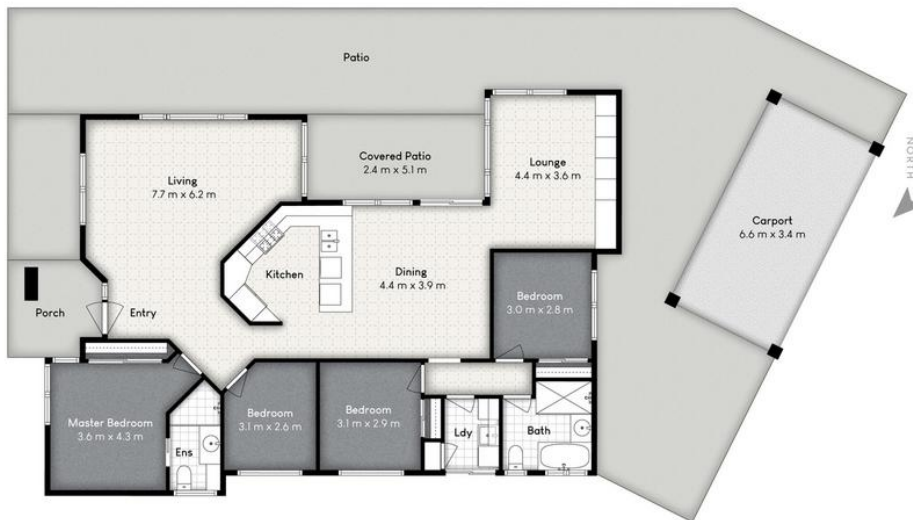 Patio
Covered Patio
2.4 m x 5.1 m
Lounge
4.4 m x 3.6 m
Living
7.7 m x 6.2 m
NORTH
Carport
6.6 m x 3.4 m
Kitchen
Dining
4.4 m x 3.9 m
Bedroom
3.0 m x 2.8 m
Porch
Entry
Master Bedroom
3.6 m x 4.3 m
Bedroom
3.1 m x 2.6 m
Bedroom
3.1 m x 2.9 m
Ens
Ldy
Bath